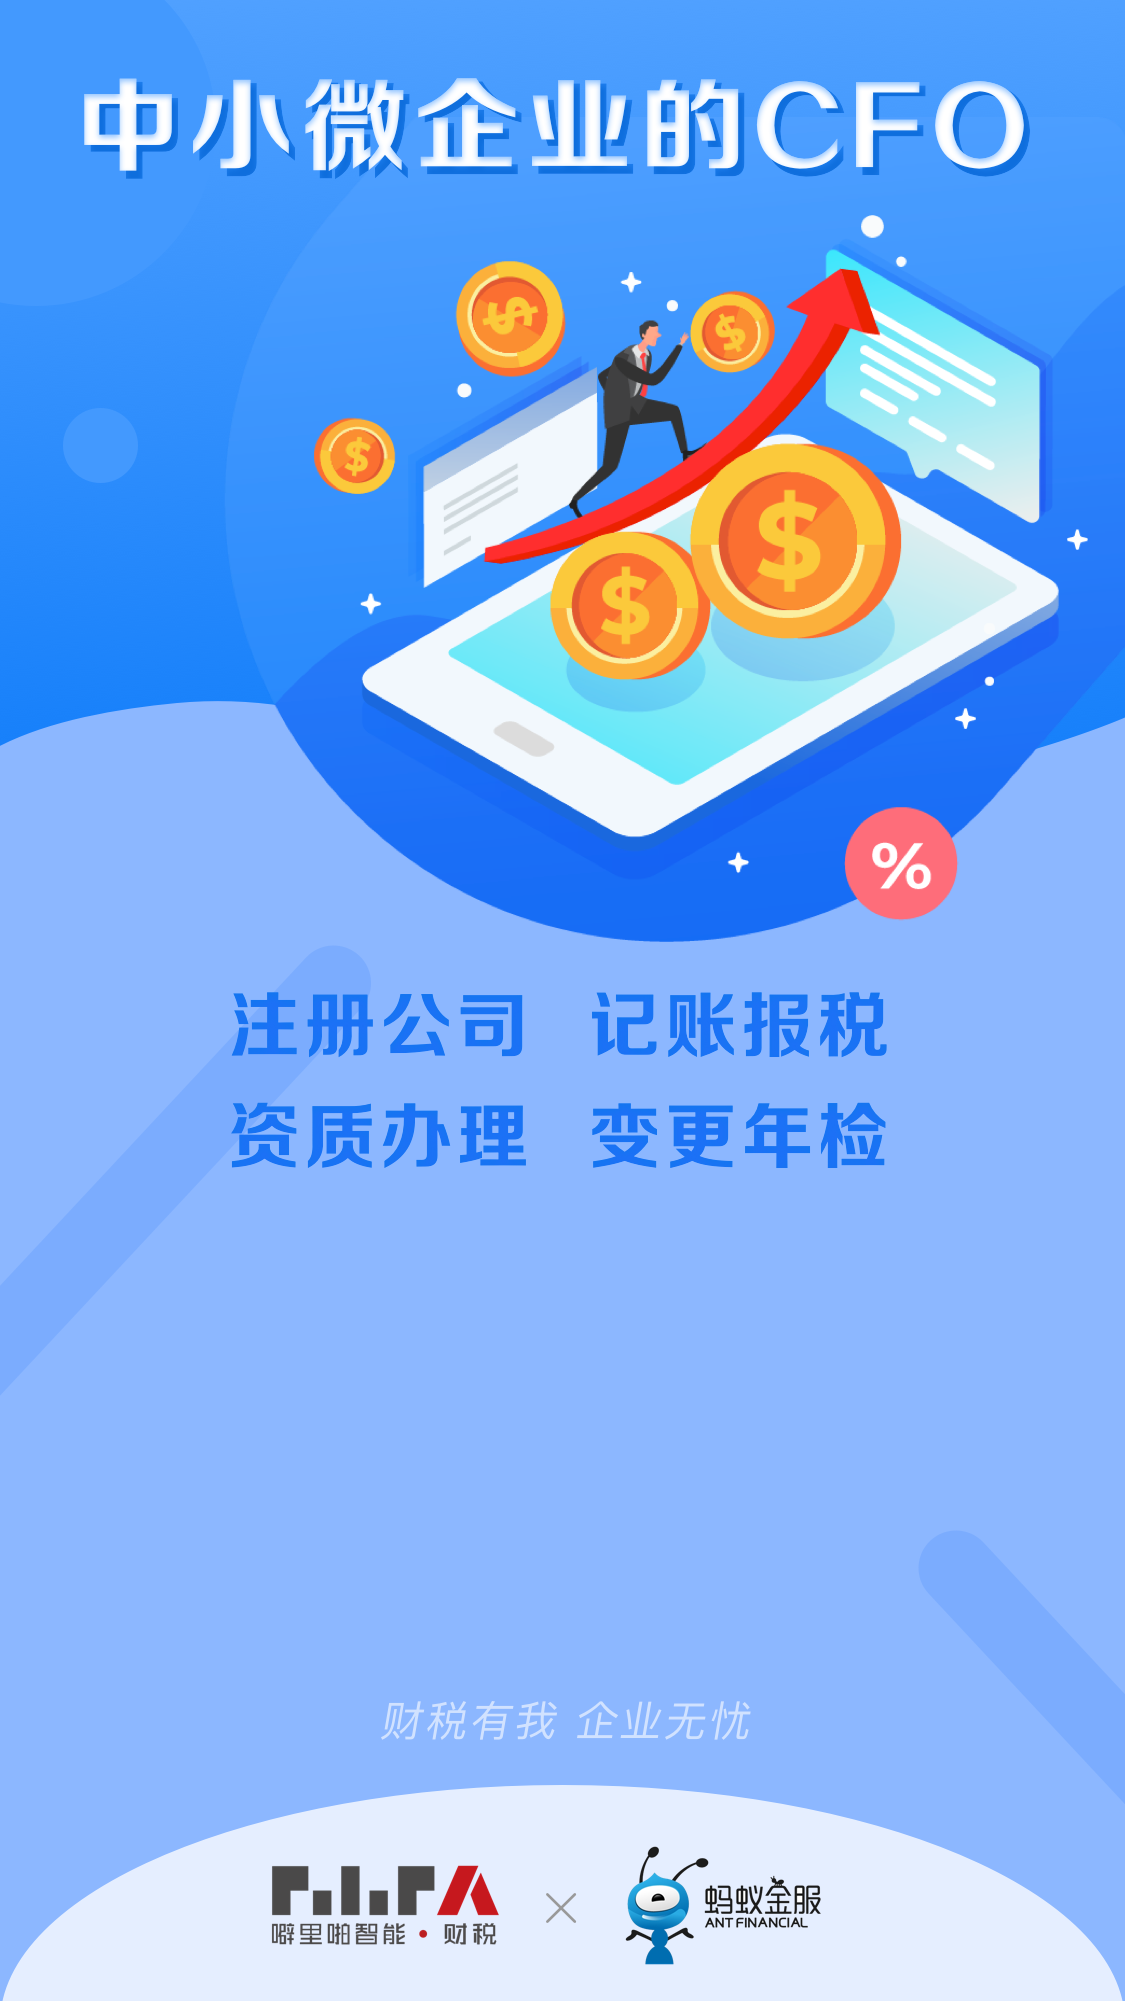 中小微企业的CFO
$
$
$
$
$
%
注册公司 记账报税
资质办理 变更年检
财税有我 企业无忧
噼里啪智能·财税 × 蚂蚁金服
ANT FINANCIAL